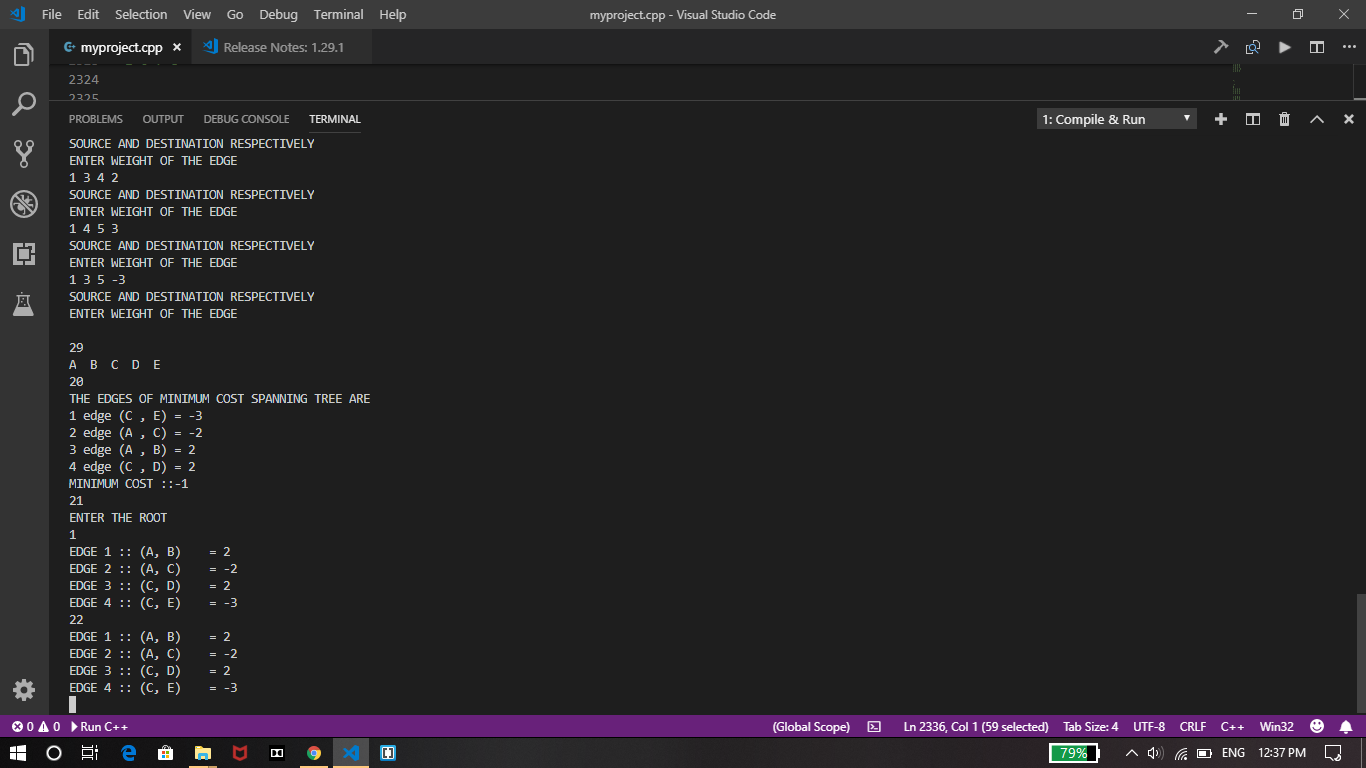 File Edit Selection View Go Debug Terminal Help myproject.cpp - Visual Studio Code
myproject.cpp Release Notes: 1.29.1
2324
2325
PROBLEMS OUTPUT DEBUG CONSOLE TERMINAL 1: Compile & Run
SOURCE AND DESTINATION RESPECTIVELY
ENTER WEIGHT OF THE EDGE
1 3 4 2
SOURCE AND DESTINATION RESPECTIVELY
ENTER WEIGHT OF THE EDGE
1 4 5 3
SOURCE AND DESTINATION RESPECTIVELY
ENTER WEIGHT OF THE EDGE
1 3 5 -3
SOURCE AND DESTINATION RESPECTIVELY
ENTER WEIGHT OF THE EDGE
29
A B C D E
20
THE EDGES OF MINIMUM COST SPANNING TREE ARE
1 edge (C , E) = -3
2 edge (A , C) = -2
3 edge (A , B) = 2
4 edge (C , D) = 2
MINIMUM COST ::-1
21
ENTER THE ROOT
1
EDGE 1 :: (A, B) = 2
EDGE 2 :: (A, C) = -2
EDGE 3 :: (C, D) = 2
EDGE 4 :: (C, E) = -3
22
EDGE 1 :: (A, B) = 2
EDGE 2 :: (A, C) = -2
EDGE 3 :: (C, D) = 2
EDGE 4 :: (C, E) = -3
0 0 Run C++ (Global Scope) Ln 2336, Col 1 (59 selected) Tab Size: 4 UTF-8 CRLF C++ Win32
79% ENG 12:37 PM